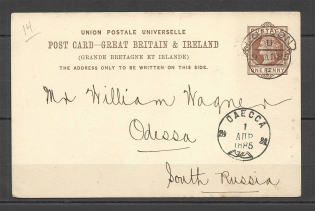 14
UNION POSTALE UNIVERSELLE
POST CARD—GREAT BRITAIN & IRELAND
(GRANDE BRETAGNE ET IRLANDE)
THE ADDRESS ONLY TO BE WRITTEN ON THIS SIDE.
ONE PENNY
Mr William Wagner
Odessa
South Russia
ОДЕССА
1
АПР
1885